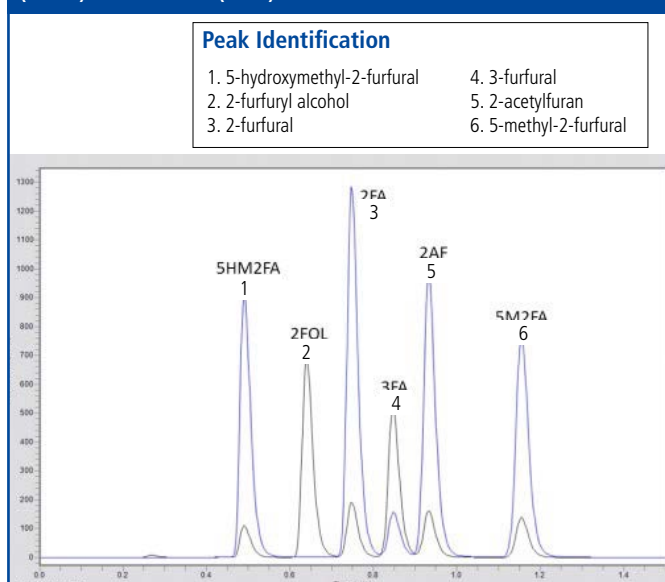 Peak Identification
1. 5-hydroxymethyl-2-furfural
2. 2-furfuryl alcohol
3. 2-furfural
4. 3-furfural
5. 2-acetylfuran
6. 5-methyl-2-furfural
1300
1200
1100
1000
900
800
700
600
500
400
300
200
100
0
5HM2FA
1
2FOL
2
2FA
3
3FA
4
2AF
5
5M2FA
6
0.0 0.2 0.4 0.6 0.8 1.0 1.2 1.4